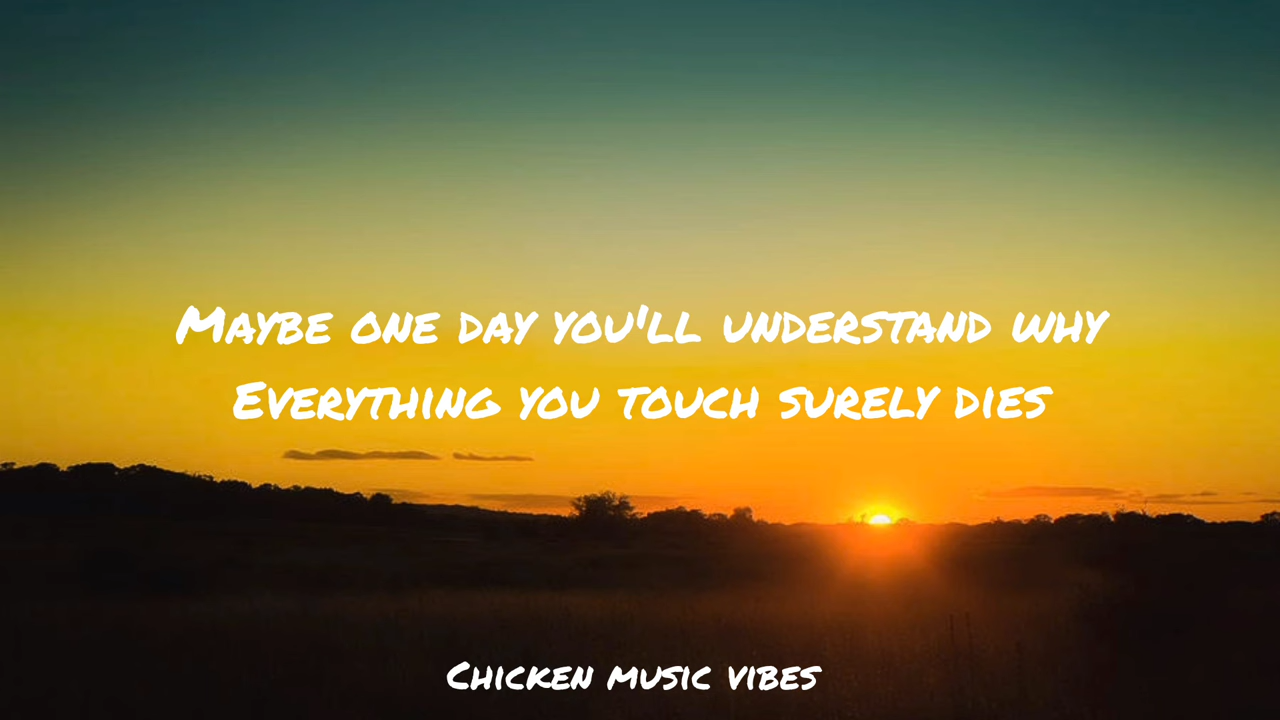 Maybe one day you'll understand why
Everything you touch surely dies
Chicken music vibes